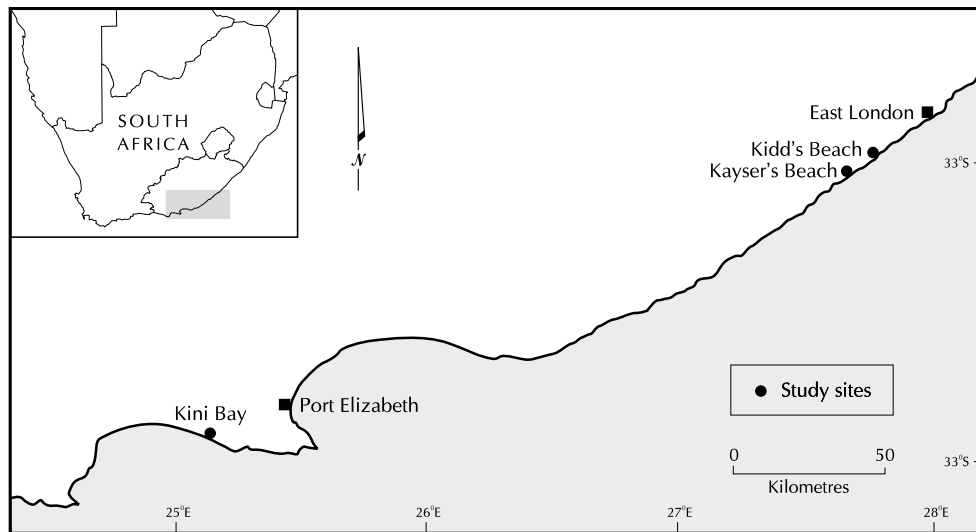 SOUTH
AFRICA
N
East London
Kidd's Beach
Kayser's Beach
33°S
Port Elizabeth
Kini Bay
Study sites
0 50
Kilometres
33°S
25°E 26°E 27°E 28°E